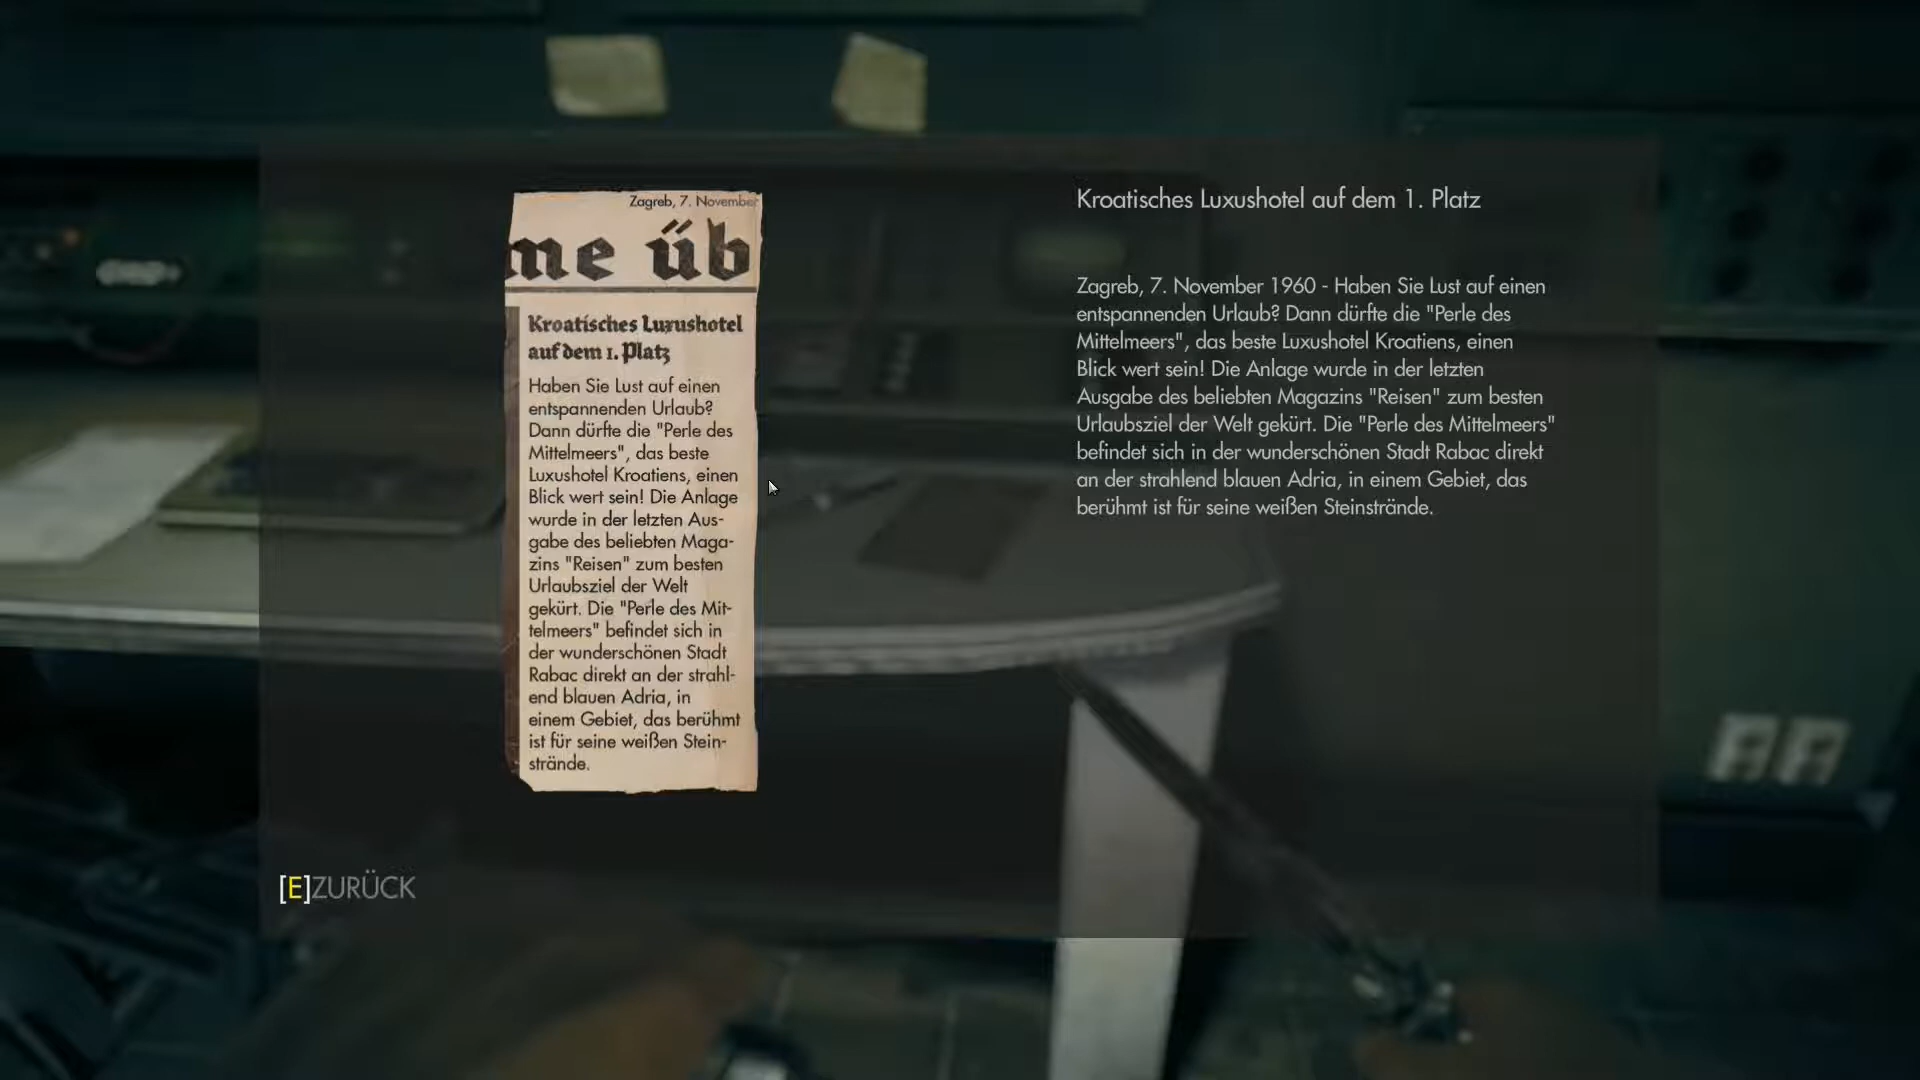 Zagreb, 7. November
me üb
Kroatisches Luxushotel
auf dem 1. Platz
Haben Sie Lust auf einen
entspannenden Urlaub?
Dann dürfte die "Perle des
Mittelmeers", das beste
Luxushotel Kroatiens, einen
Blick wert sein! Die Anlage
wurde in der letzten Aus-
gabe des beliebten Maga-
zins "Reisen" zum besten
Urlaubsziel der Welt
gekürt. Die "Perle des Mit-
telmeers" befindet sich in
der wunderschönen Stadt
Rabac direkt an der strahl-
end blauen Adria, in
einem Gebiet, das berühmt
ist für seine weißen Stein-
strände.
Kroatisches Luxushotel auf dem 1. Platz
Zagreb, 7. November 1960 - Haben Sie Lust auf einen
entspannenden Urlaub? Dann dürfte die "Perle des
Mittelmeers", das beste Luxushotel Kroatiens, einen
Blick wert sein! Die Anlage wurde in der letzten
Ausgabe des beliebten Magazins "Reisen" zum besten
Urlaubsziel der Welt gekürt. Die "Perle des Mittelmeers"
befindet sich in der wunderschönen Stadt Rabac direkt
an der strahlend blauen Adria, in einem Gebiet, das
berühmt ist für seine weißen Steinstrände.
[E]ZURÜCK